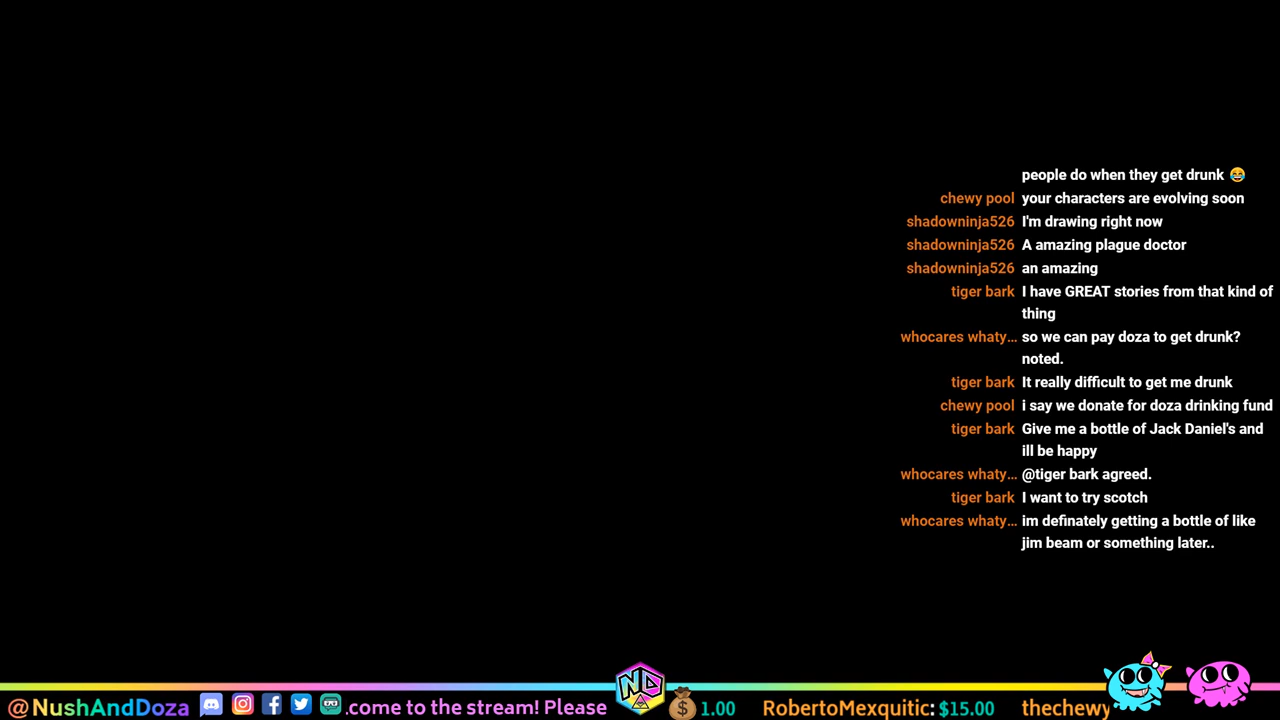 people do when they get drunk 😂
chewy pool your characters are evolving soon
shadowninja526 I'm drawing right now
shadowninja526 A amazing plague doctor
shadowninja526 an amazing
tiger bark I have GREAT stories from that kind of
thing
whocares whaty… so we can pay doza to get drunk?
noted.
tiger bark It really difficult to get me drunk
chewy pool i say we donate for doza drinking fund
tiger bark Give me a bottle of Jack Daniel's and
ill be happy
whocares whaty… @tiger bark agreed.
tiger bark I want to try scotch
whocares whaty… im definately getting a bottle of like
jim beam or something later..
@NushAndDoza .come to the stream! Please ND 1.00 RobertoMexquitic: $15.00 thechewy